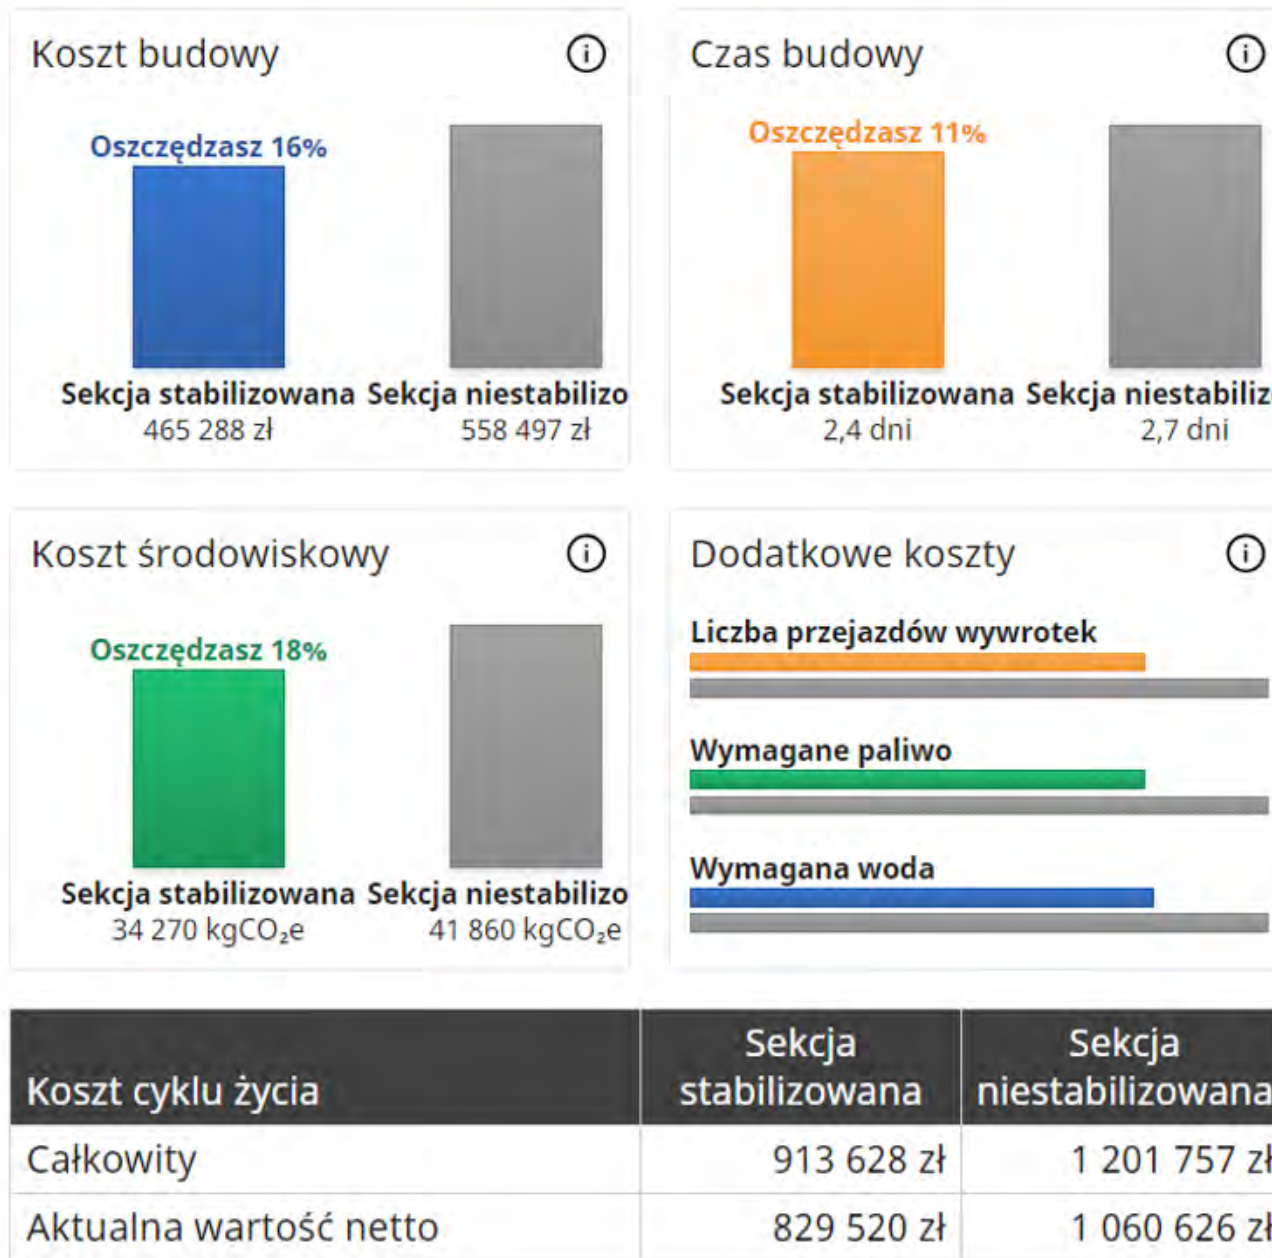 Koszt budowy
Oszczędzasz 16%
Sekcja stabilizowana Sekcja niestabilizo
465 288 zł 558 497 zł
Czas budowy
Oszczędzasz 11%
Sekcja stabilizowana Sekcja niestabiliz
2,4 dni 2,7 dni
Koszt środowiskowy
Oszczędzasz 18%
Sekcja stabilizowana Sekcja niestabilizo
34 270 kgCO₂e 41 860 kgCO₂e
Dodatkowe koszty
Liczba przejazdów wywrotek
Wymagane paliwo
Wymagana woda
Koszt cyklu życia
Sekcja
stabilizowana
Sekcja
niestabilizowana
Całkowity 913 628 zł 1 201 757 zł
Aktualna wartość netto 829 520 zł 1 060 626 zł